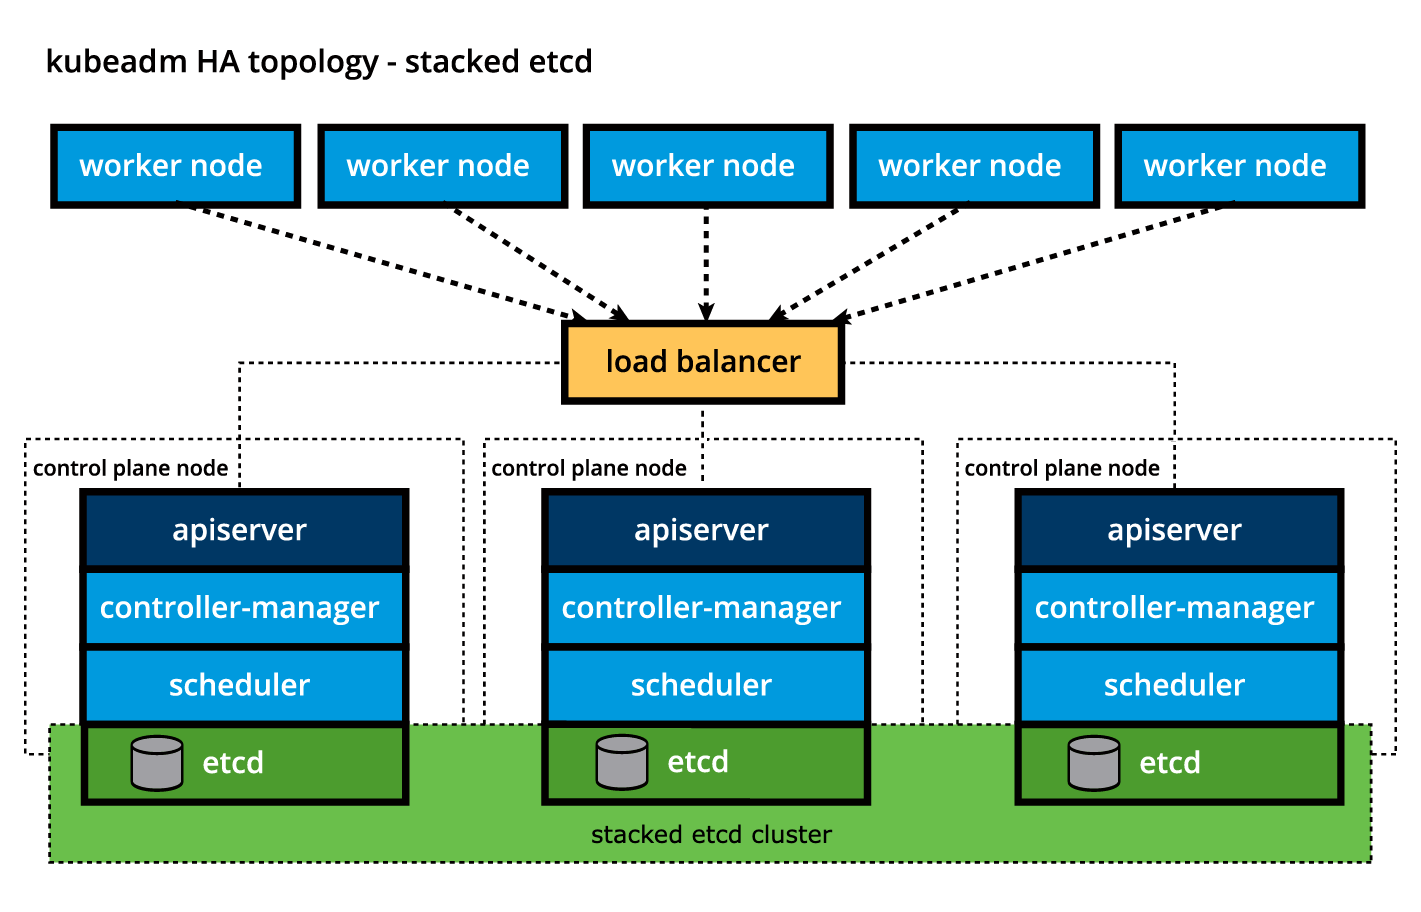 kubeadm HA topology - stacked etcd
worker node
worker node
worker node
worker node
worker node
load balancer
control plane node
control plane node
control plane node
apiserver
apiserver
apiserver
controller-manager
controller-manager
controller-manager
scheduler
scheduler
scheduler
etcd
etcd
etcd
stacked etcd cluster